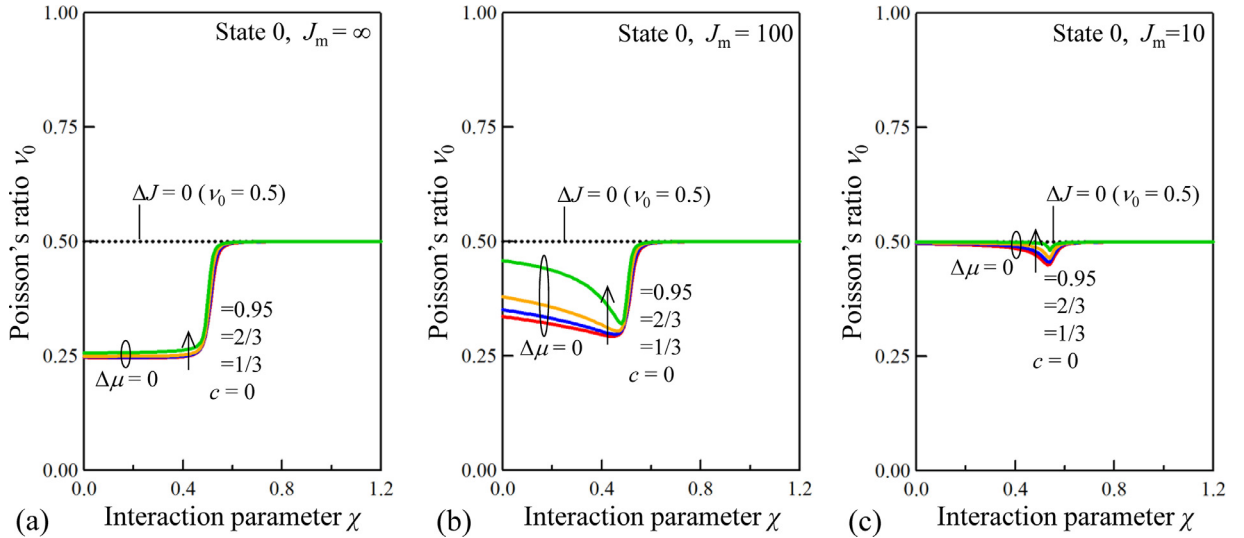 State 0, Jm = ∞
1.00
0.75
0.50
0.25
0.00
Poisson's ratio ν0
ΔJ = 0 (ν0 = 0.5)
=0.95
=2/3
=1/3
c = 0
Δμ = 0
0.0 0.4 0.8 1.2
(a) Interaction parameter χ
State 0, Jm = 100
1.00
0.75
0.50
0.25
0.00
Poisson's ratio ν0
ΔJ = 0 (ν0 = 0.5)
=0.95
=2/3
=1/3
c = 0
Δμ = 0
0.0 0.4 0.8 1.2
(b) Interaction parameter χ
State 0, Jm=10
1.00
0.75
0.50
0.25
0.00
Poisson's ratio ν0
ΔJ = 0 (ν0 = 0.5)
Δμ = 0
=0.95
=2/3
=1/3
c = 0
0.0 0.4 0.8 1.2
(c) Interaction parameter χ